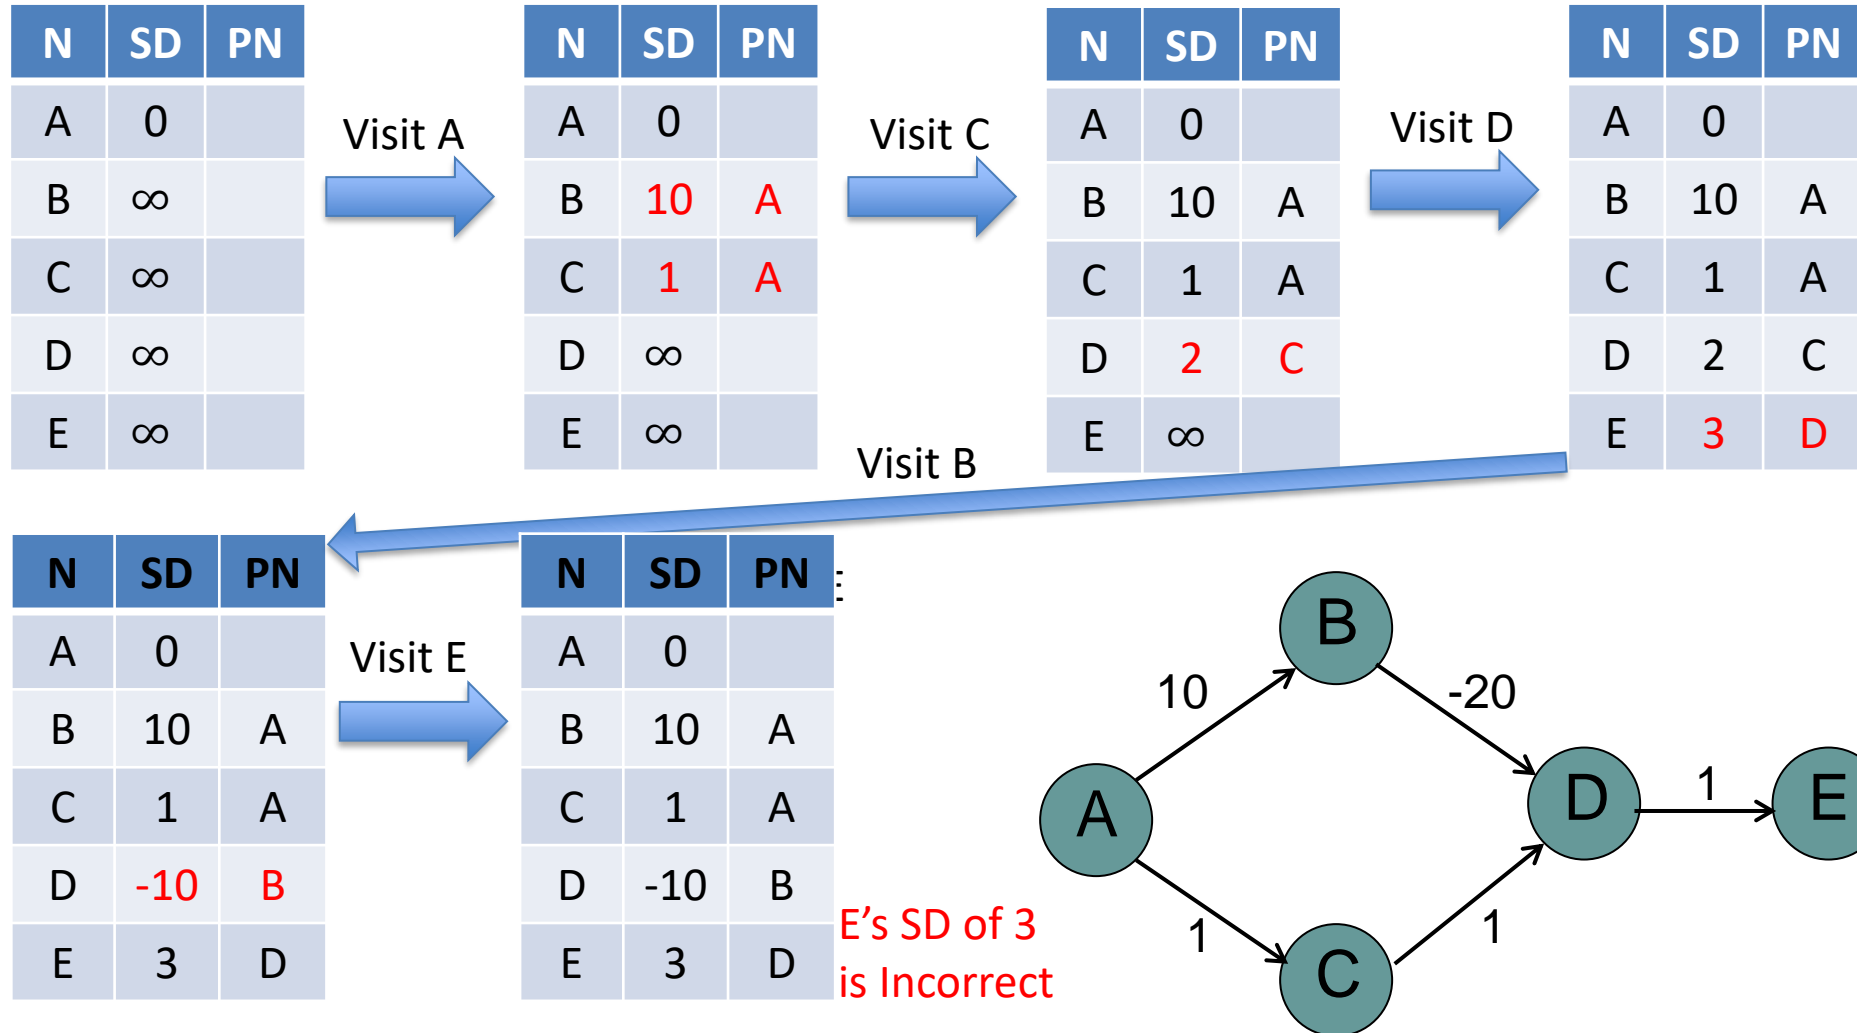 N SD PN
A 0
B ∞
C ∞
D ∞
E ∞
Visit A
N SD PN
A 0
B 10 A
C 1 A
D ∞
E ∞
Visit C
N SD PN
A 0
B 10 A
C 1 A
D 2 C
E ∞
Visit D
N SD PN
A 0
B 10 A
C 1 A
D 2 C
E 3 D
Visit B
N SD PN
A 0
B 10 A
C 1 A
D -10 B
E 3 D
Visit E
N SD PN
A 0
B 10 A
C 1 A
D -10 B
E 3 D
E's SD of 3
is Incorrect
B
10
-20
A
D
1
E
1
1
C